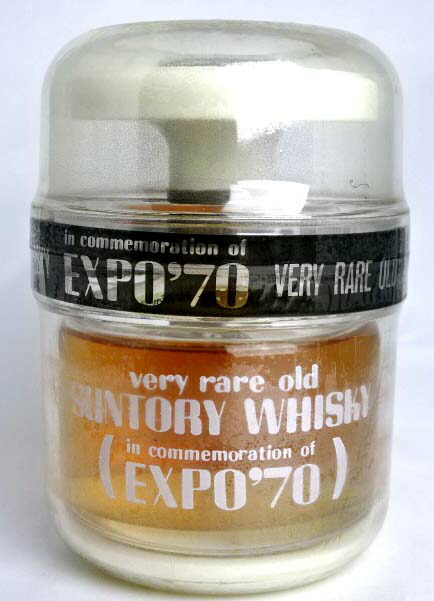 in commemoration of
EXPO'70 VERY RARE OLD
very rare old
SUNTORY WHISKY
(in commemoration of
EXPO'70)